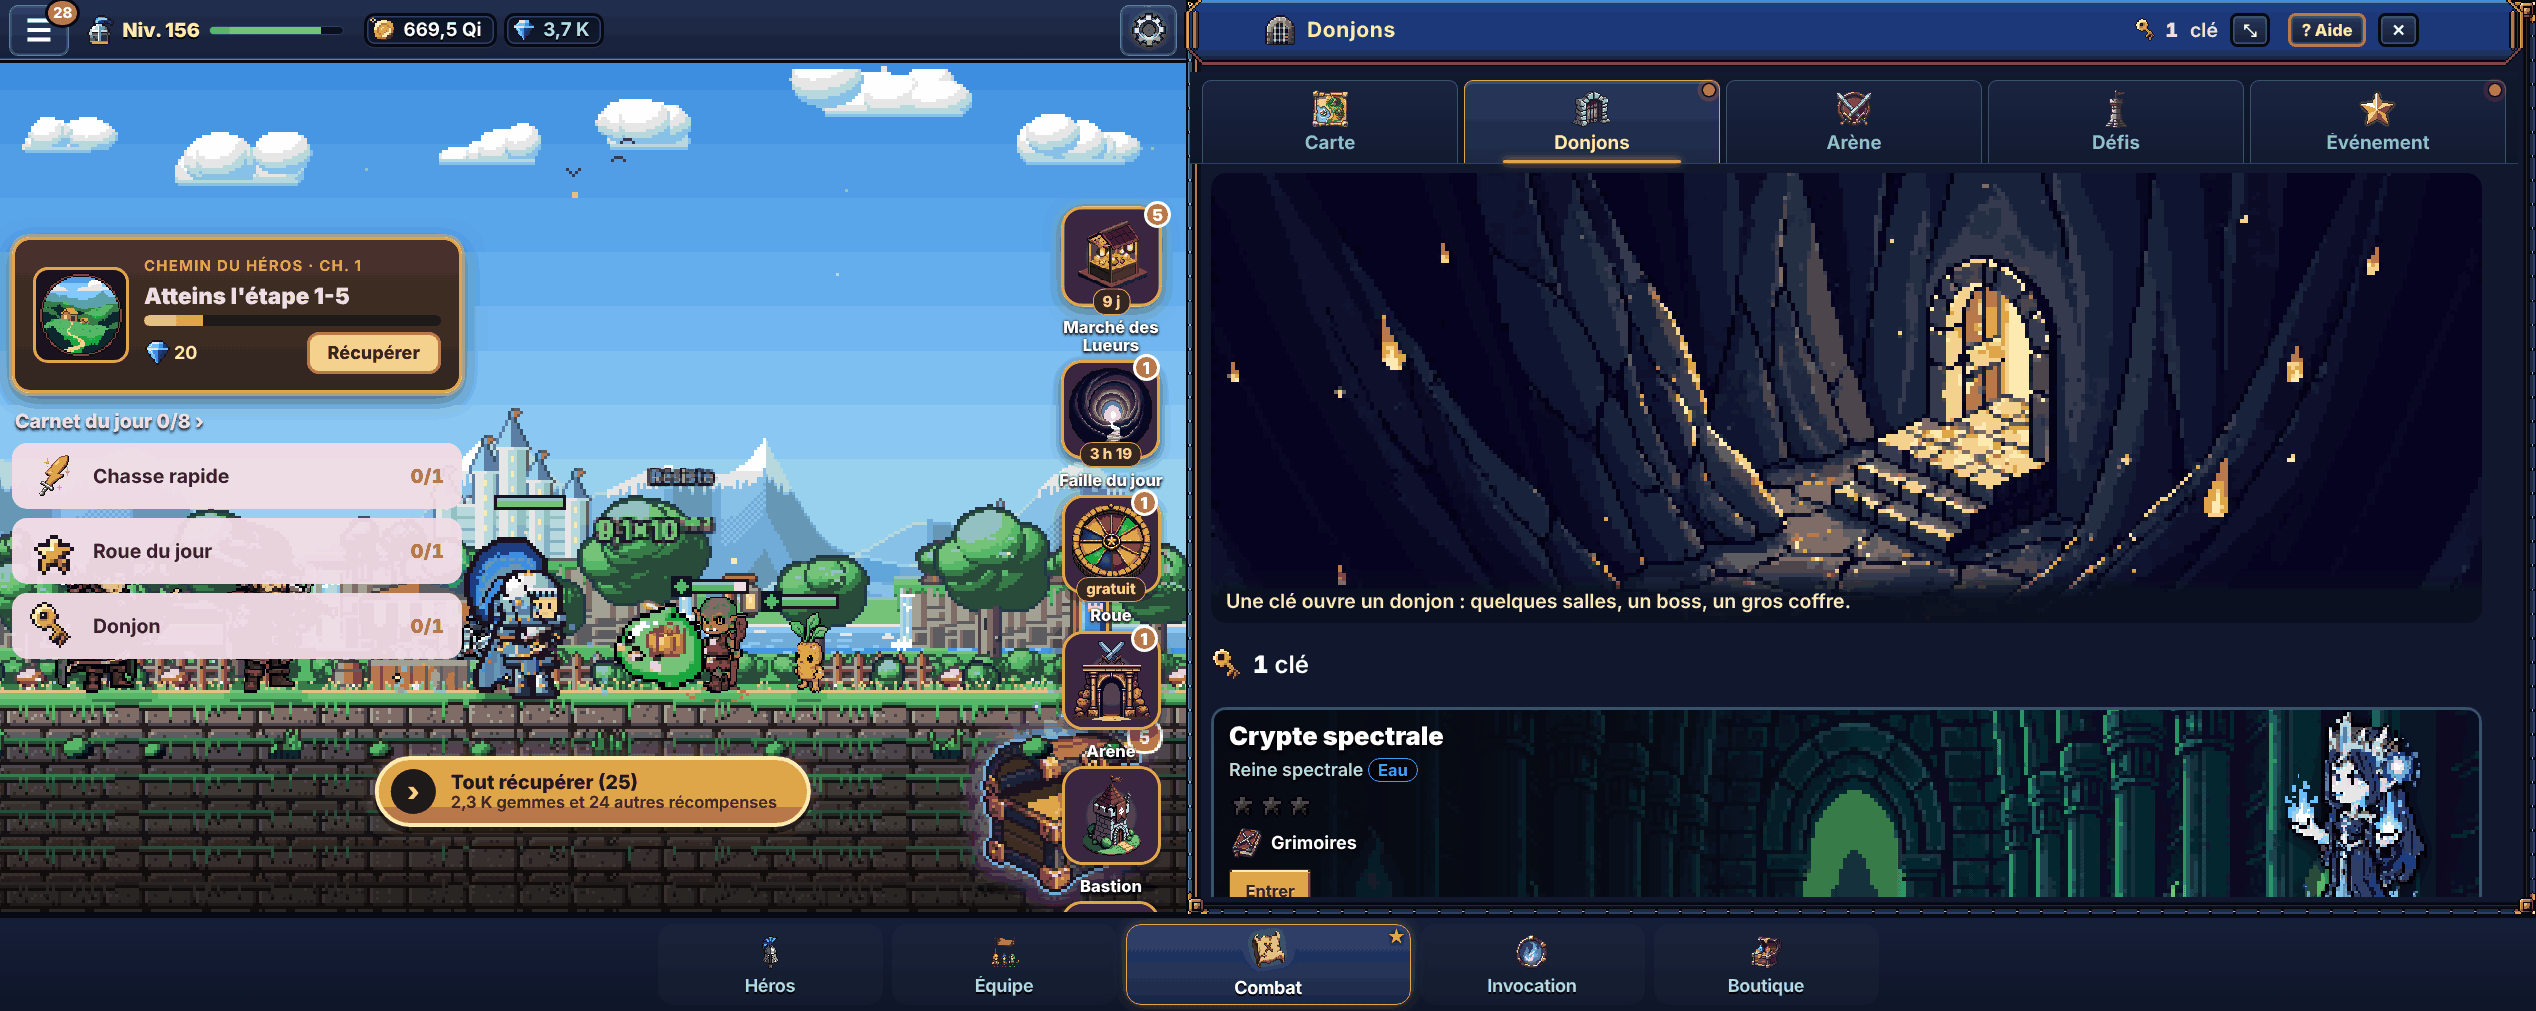 28
Niv. 156
669,5 Qi
3,7 K
CHEMIN DU HÉROS · CH. 1
Atteins l'étape 1-5
20
Récupérer
Carnet du jour 0/8 ›
Chasse rapide 0/1
Roue du jour 0/1
Donjon 0/1
Résiste
5
9 j
Marché des
Lueurs
1
3 h 19
Faille du jour
1
gratuit
Roue
1
Arène
5
Bastion
Tout récupérer (25)
2,3 K gemmes et 24 autres récompenses
Donjons
1 clé
? Aide
Carte
Donjons
Arène
Défis
Événement
Une clé ouvre un donjon : quelques salles, un boss, un gros coffre.
1 clé
Crypte spectrale
Reine spectrale Eau
Grimoires
Entrer
Héros
Équipe
Combat
Invocation
Boutique